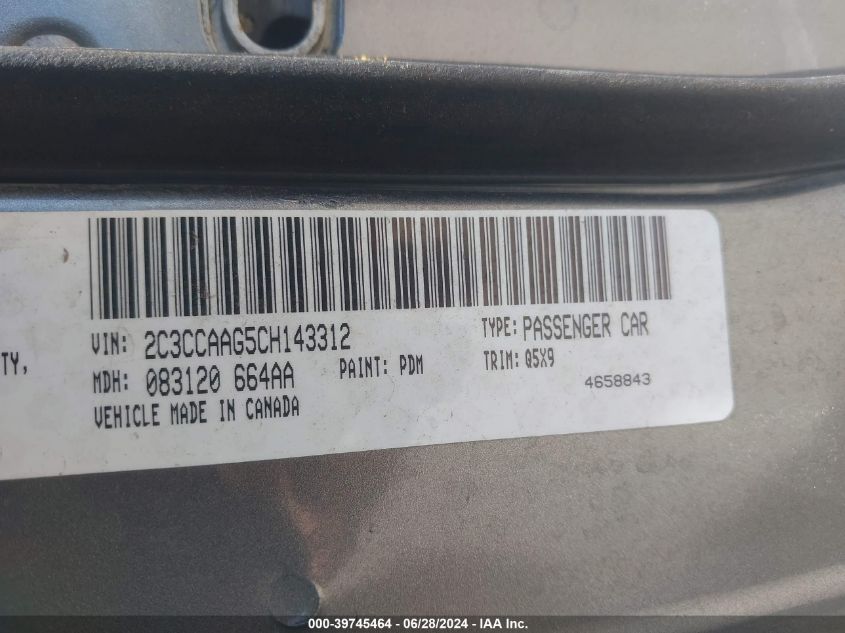 VIN: 2C3CCAAG5CH143312 TYPE: PASSENGER CAR
TY,
MDH: 083120 664AA PAINT: PDM TRIM: Q5X9
4658843
VEHICLE MADE IN CANADA
000-39745464 - 06/28/2024 - IAA Inc.